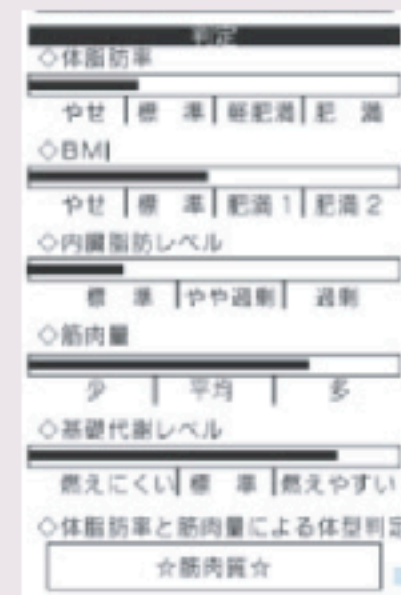 判定
◇体脂肪率
やせ 標準 軽肥満 肥満
◇BMI
やせ 標準 肥満1 肥満2
◇内臓脂肪レベル
標準 やや過剰 過剰
◇筋肉量
少 平均 多
◇基礎代謝レベル
燃えにくい 標準 燃えやすい
◇体脂肪率と筋肉量による体型判定
☆筋肉質☆